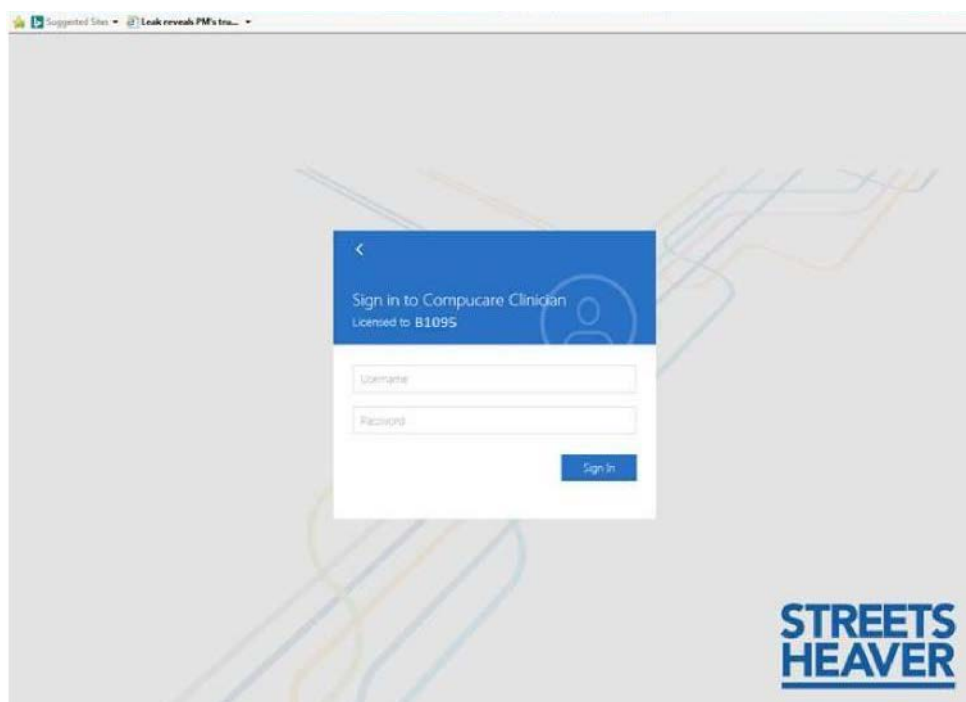 Suggested Sites Leak reveals PM's tru...
Sign in to Compucare Clinician
Licensed to B1095
Username
Password
Sign In
STREETS
HEAVER